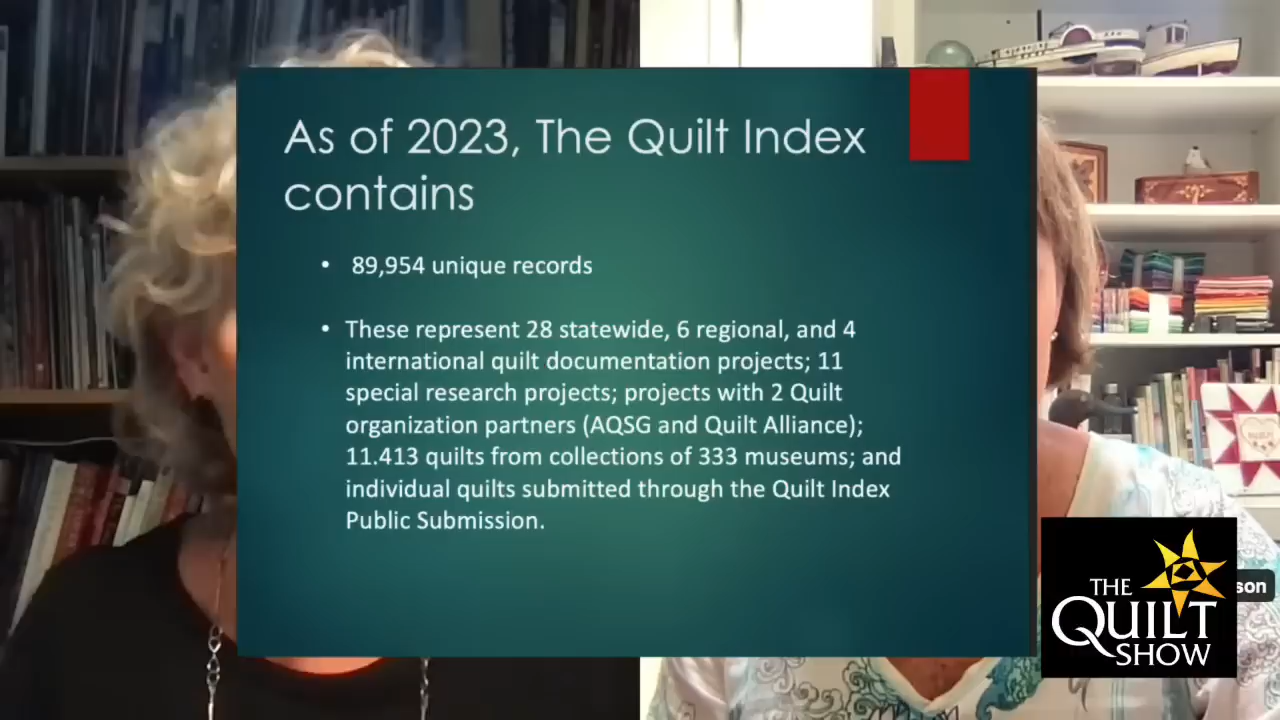 As of 2023, The Quilt Index
contains
• 89,954 unique records
• These represent 28 statewide, 6 regional, and 4
international quilt documentation projects; 11
special research projects; projects with 2 Quilt
organization partners (AQSG and Quilt Alliance);
11.413 quilts from collections of 333 museums; and
individual quilts submitted through the Quilt Index
Public Submission.
son
THE
QUILT
SHOW